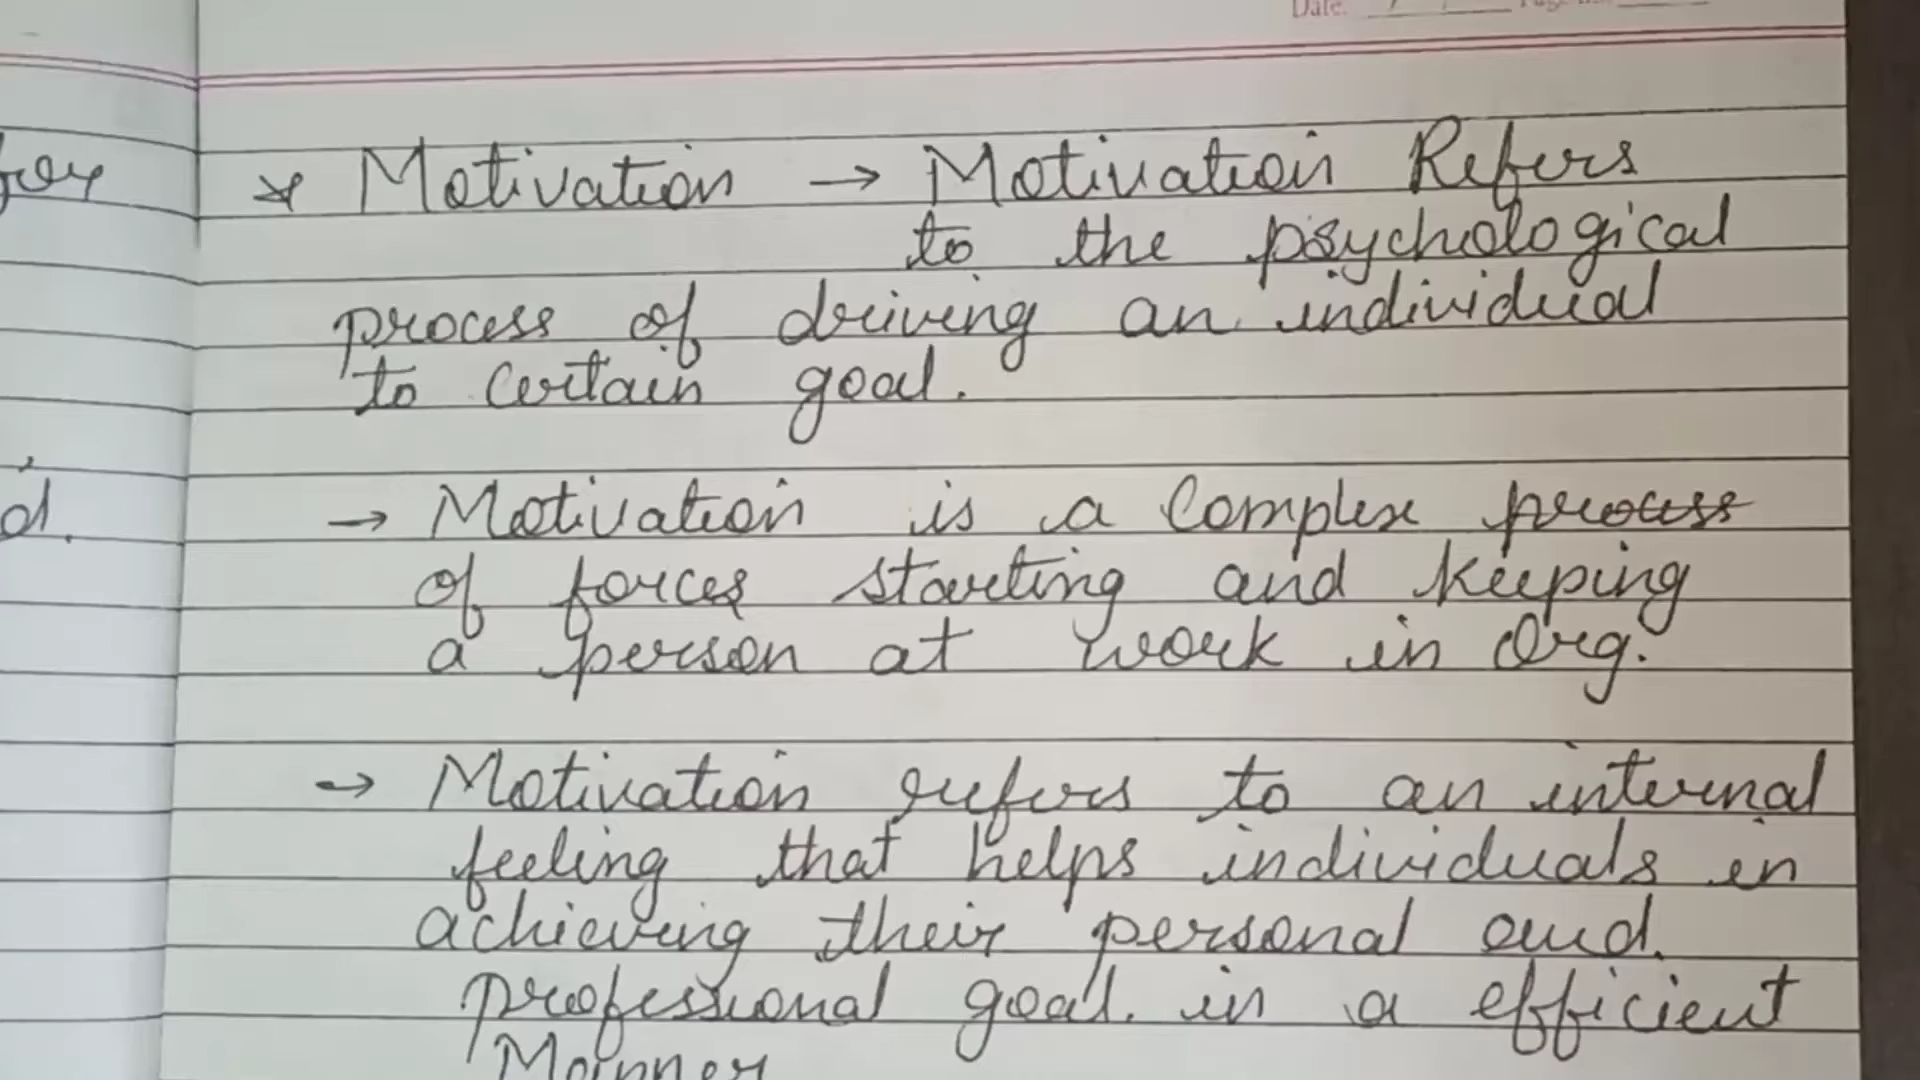 Date.
for
* Motivation → Motivation Refers
to the psychological
process of driving an individual
to certain goal.
d.
→ Motivation is a Complex process
of forces starting and keeping
a person at work in Org.
→ Motivation refers to an internal
feeling that helps individuals in
achieving their personal and
professional goal. in a efficient
Manner